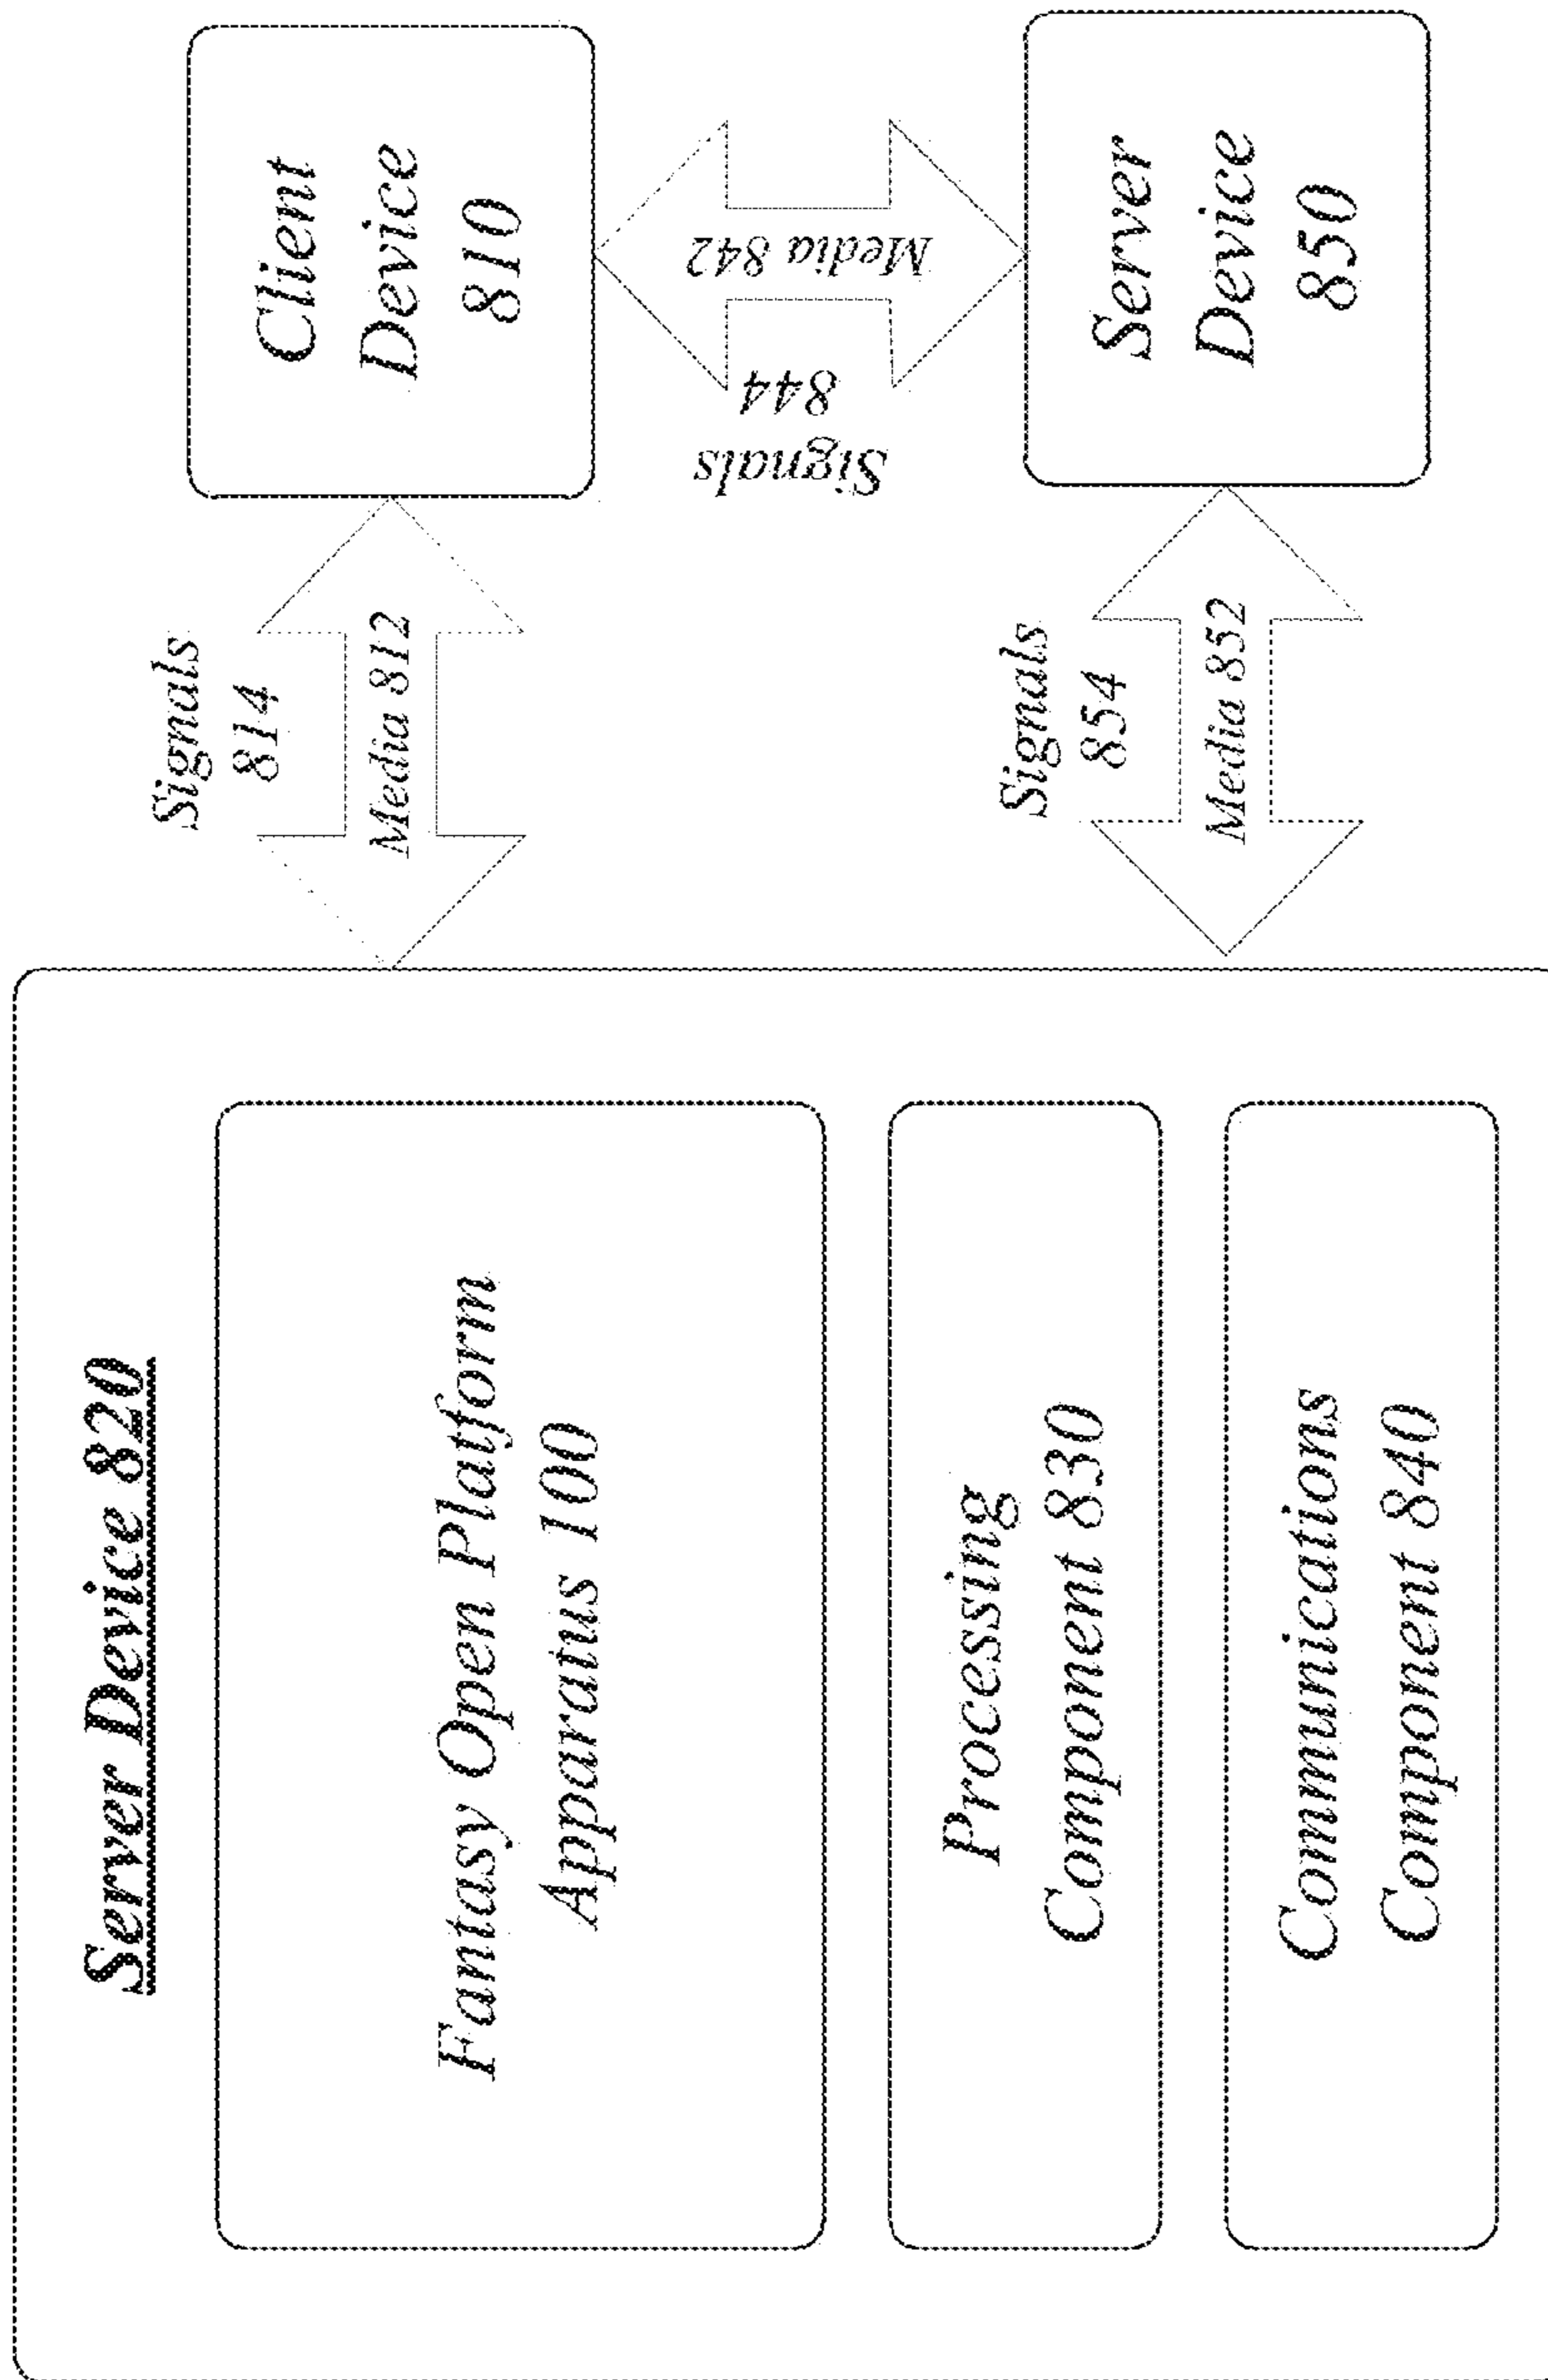 Server Device 820
Fantasy Open Platform
Apparatus 100
Processing
Component 830
Communications
Component 840
Signals
814
Media 812
Signals
854
Media 852
Client
Device
810
Signals
844
Media 842
Server
Device
850